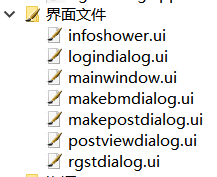 界面文件
infoshower.ui
logindialog.ui
mainwindow.ui
makebmdialog.ui
makepostdialog.ui
postviewdialog.ui
rgstdialog.ui